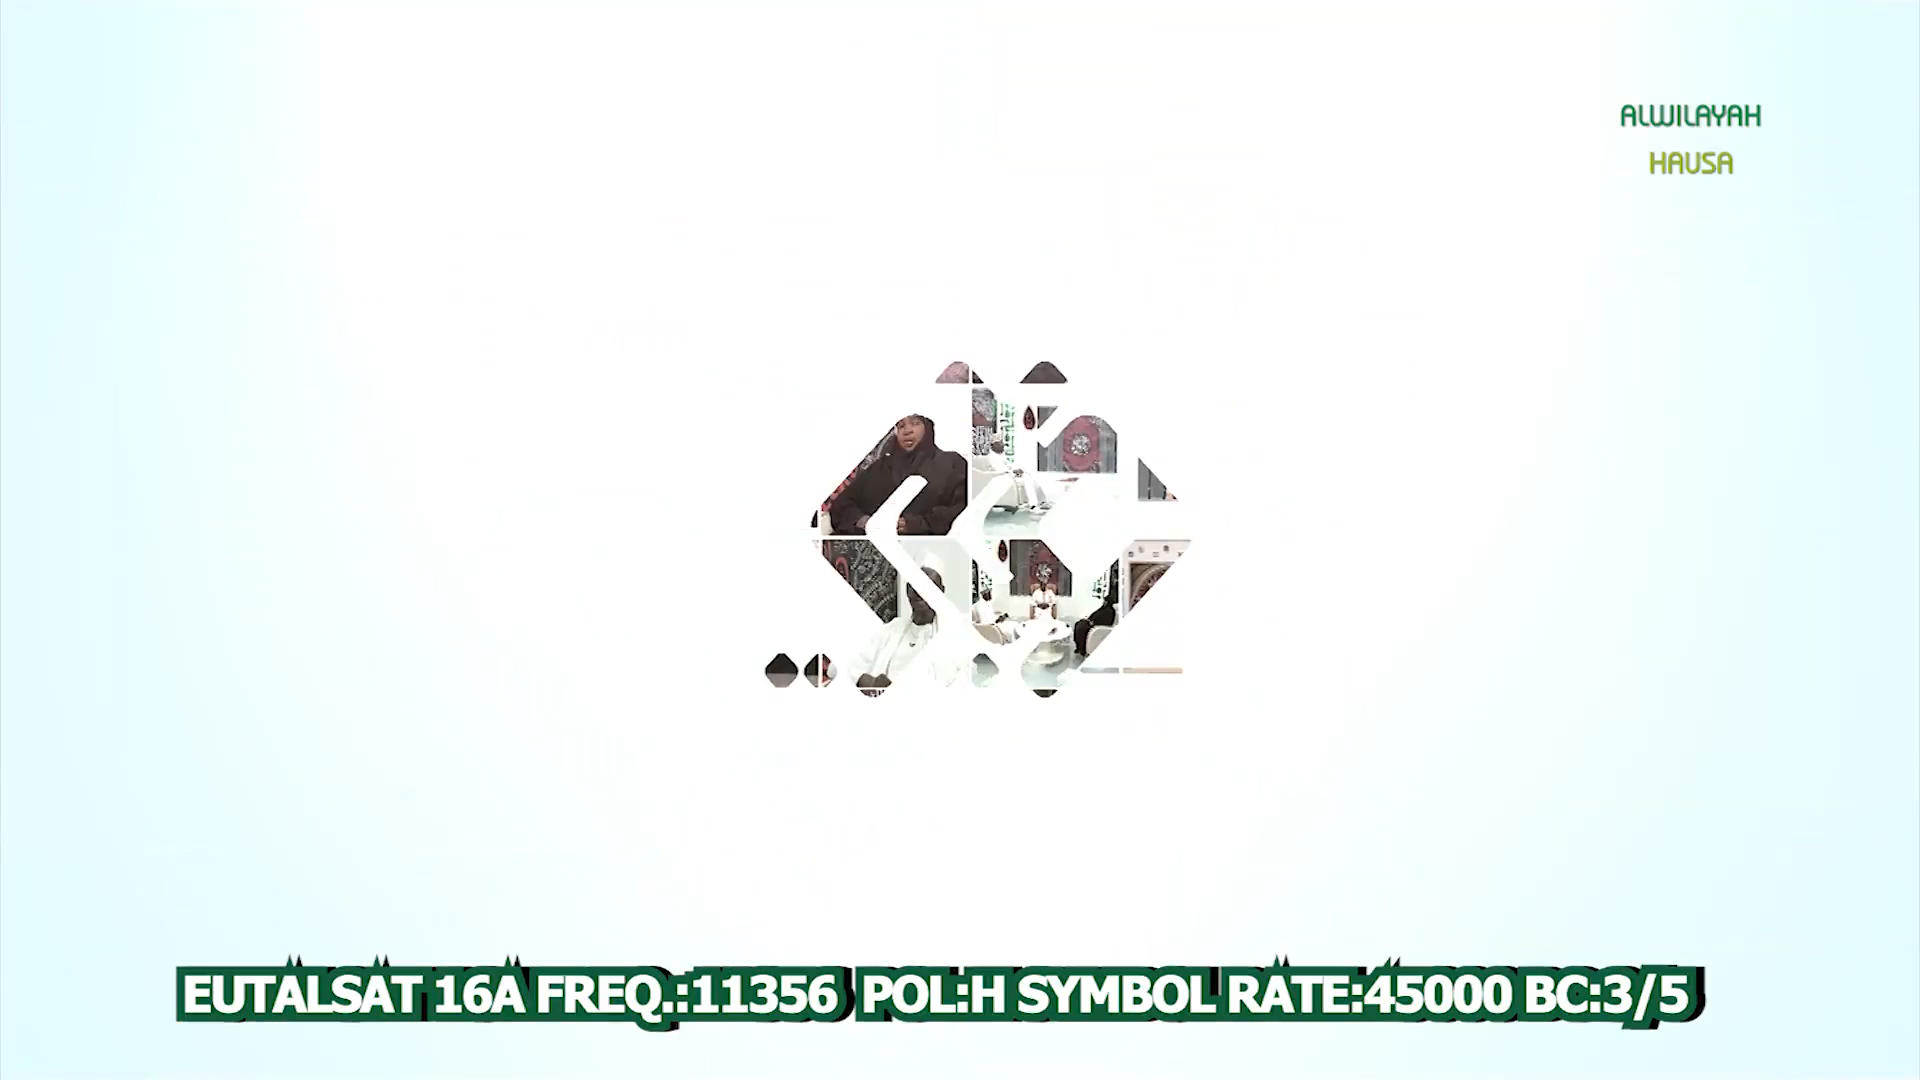 ALWILAYAH
HAUSA
EUTALSAT 16A FREQ.:11356 POL:H SYMBOL RATE:45000 BC:3/5